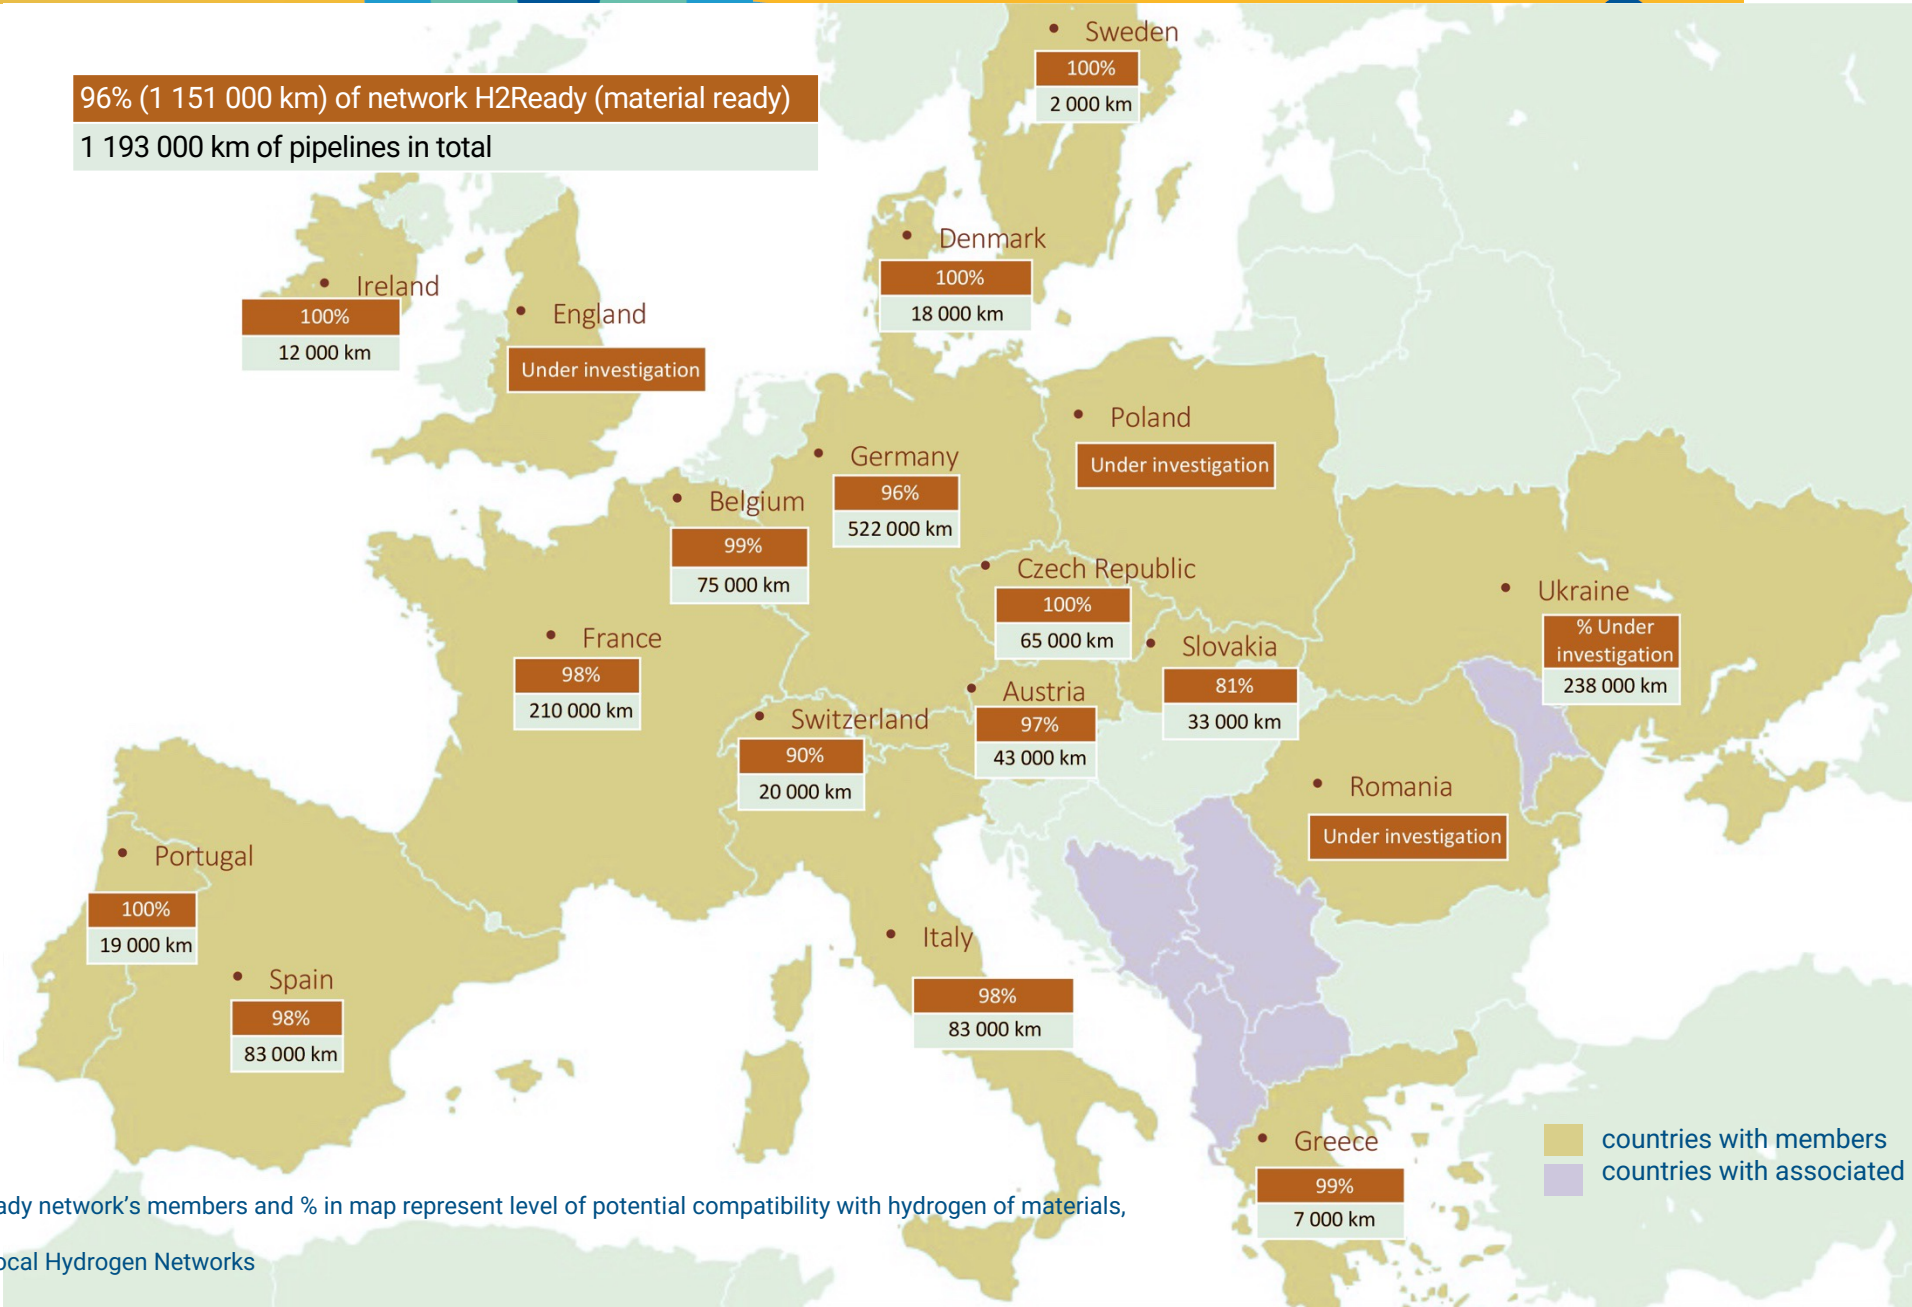 96% (1 151 000 km) of network H2Ready (material ready)
1 193 000 km of pipelines in total
Sweden
100%
2 000 km
Denmark
100%
18 000 km
Ireland
100%
12 000 km
England
Under investigation
Poland
Under investigation
Germany
96%
522 000 km
Belgium
99%
75 000 km
Czech Republic
100%
65 000 km
Ukraine
% Under
investigation
238 000 km
France
98%
210 000 km
Slovakia
81%
33 000 km
Austria
97%
43 000 km
Switzerland
90%
20 000 km
Romania
Under investigation
Portugal
100%
19 000 km
Italy
98%
83 000 km
Spain
98%
83 000 km
Greece
99%
7 000 km
countries with members
countries with associated
network's members and % in map represent level of potential compatibility with hydrogen of materials,
Hydrogen Networks